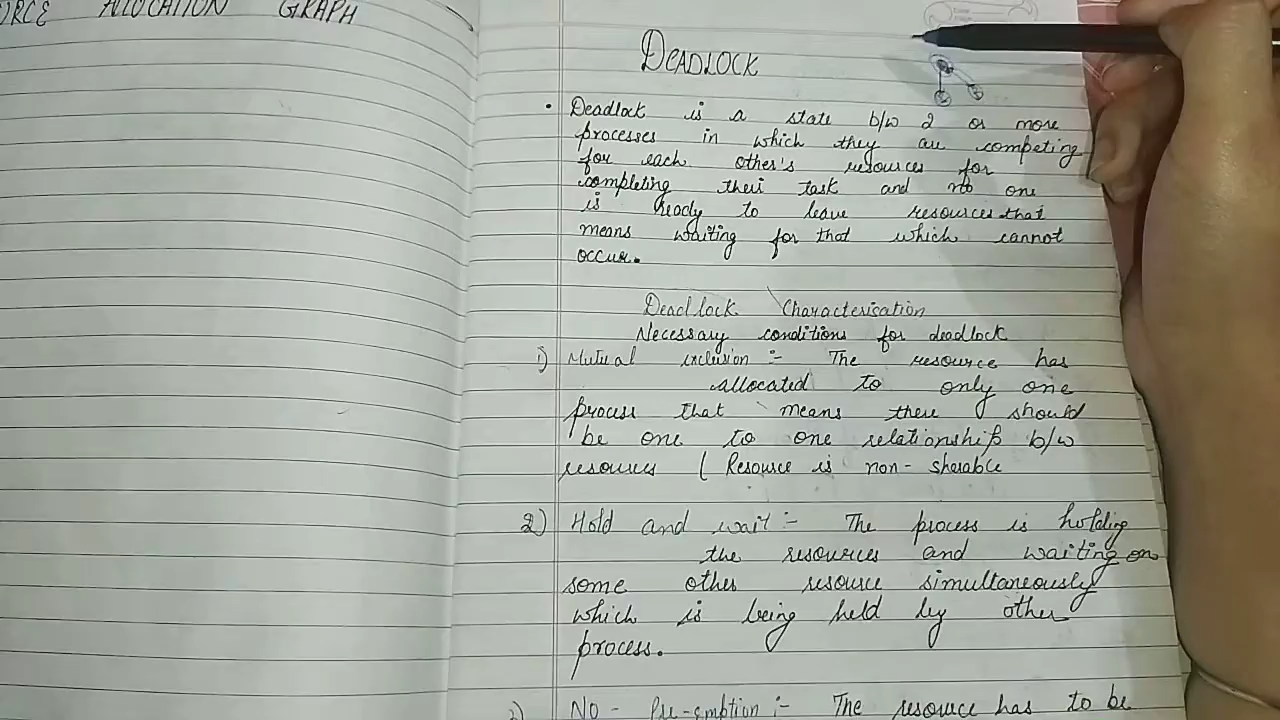 ALLOCATION GRAPH
DEADLOCK
• Deadlock is a state b/w 2 or more
processes in which they are competing
for each other's resources for
completing their task and no one
is ready to leave resources that
means waiting for that which cannot
occur.
Deadlock Characterisation
Necessary conditions for deadlock
1) Mutual inclusion :- The resource has
allocated to only one
process that means there should
be one to one relationship b/w
resources ( Resource is non-sharable
2) Hold and wait :- The process is holding
the resources and waiting on
some other resource simultaneously
which is being held by other
process.
3) No - Pre-emption :- The resource has to be